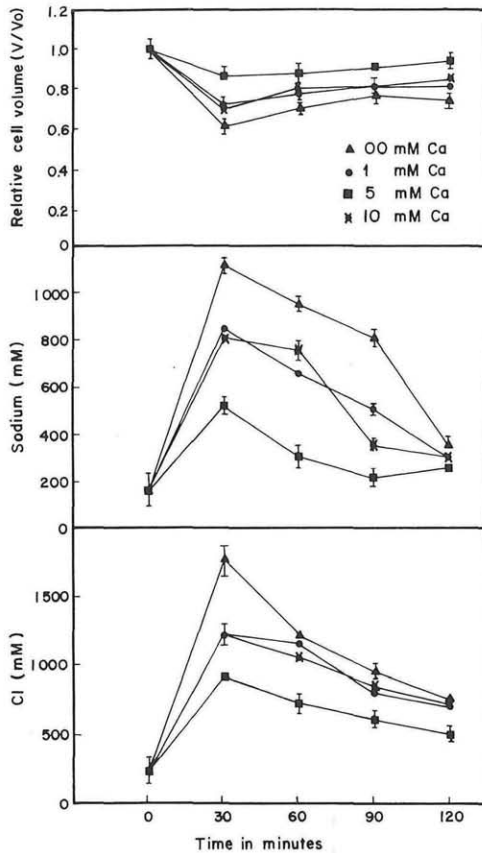 Relative cell volume (V/Vo)
1.2
1.0
0.8
0.6
0.4
0.2
0
00 mM Ca
1 mM Ca
5 mM Ca
10 mM Ca
Sodium (mM)
1000
800
600
400
200
0
Cl (mM)
1500
1000
500
0
0 30 60 90 120
Time in minutes